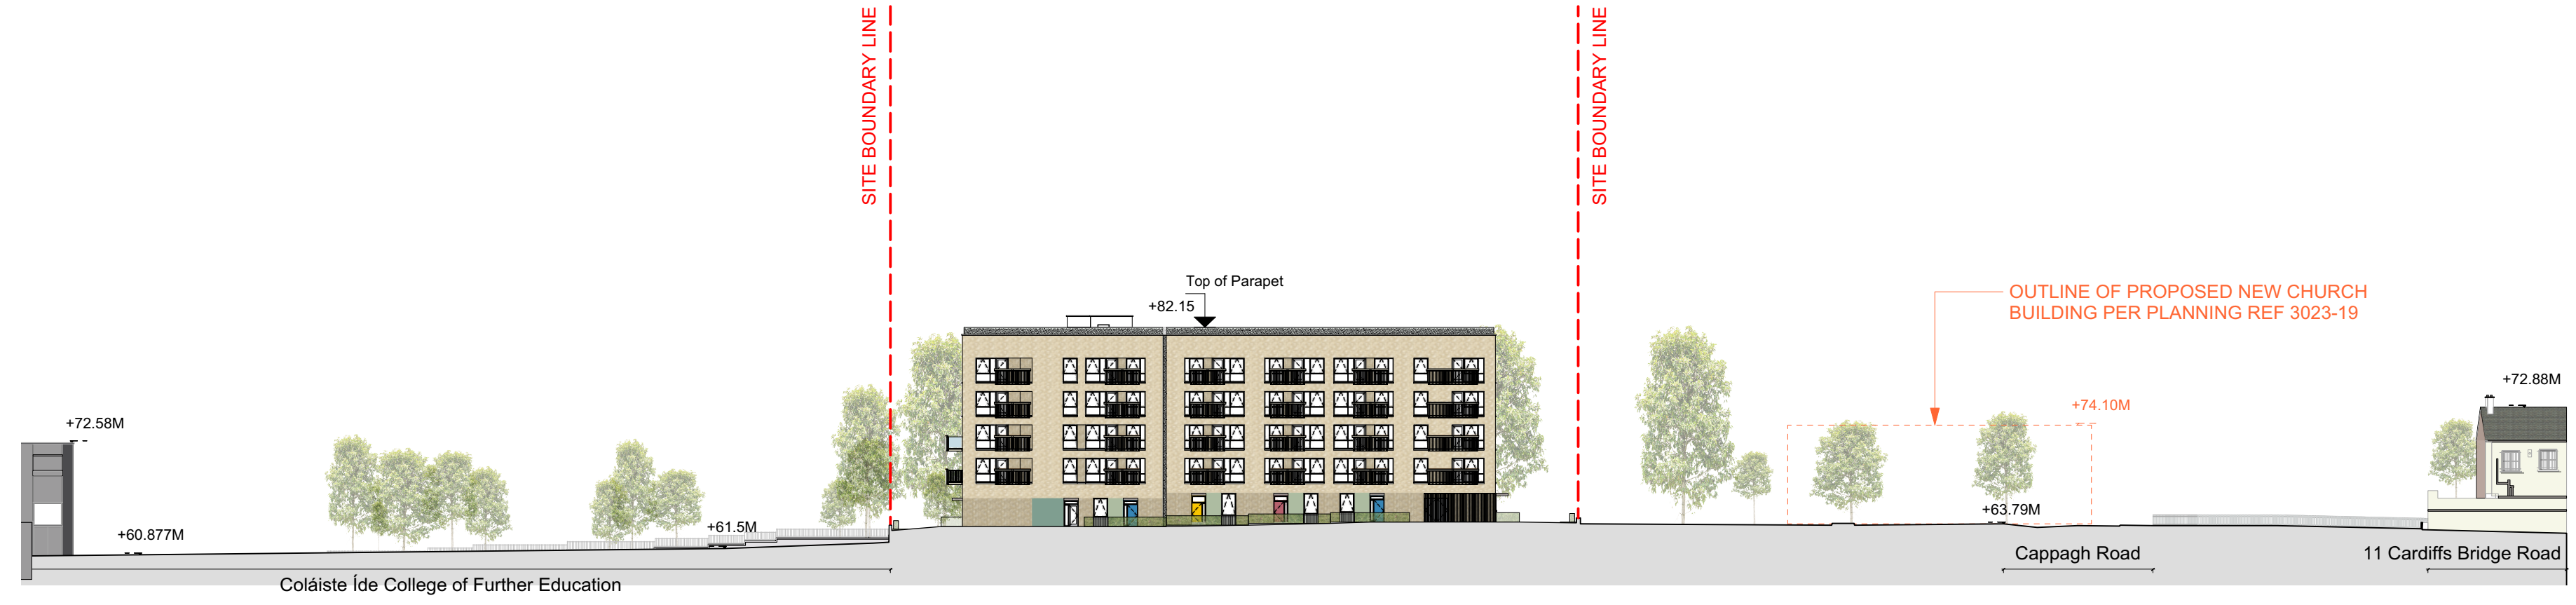 SITE BOUNDARY LINE
SITE BOUNDARY LINE
Top of Parapet
+82.15
OUTLINE OF PROPOSED NEW CHURCH
BUILDING PER PLANNING REF 3023-19
+72.88M
+74.10M
+72.58M
+63.79M
+61.5M
+60.877M
Cappagh Road
11 Cardiffs Bridge Road
Coláiste Íde College of Further Education